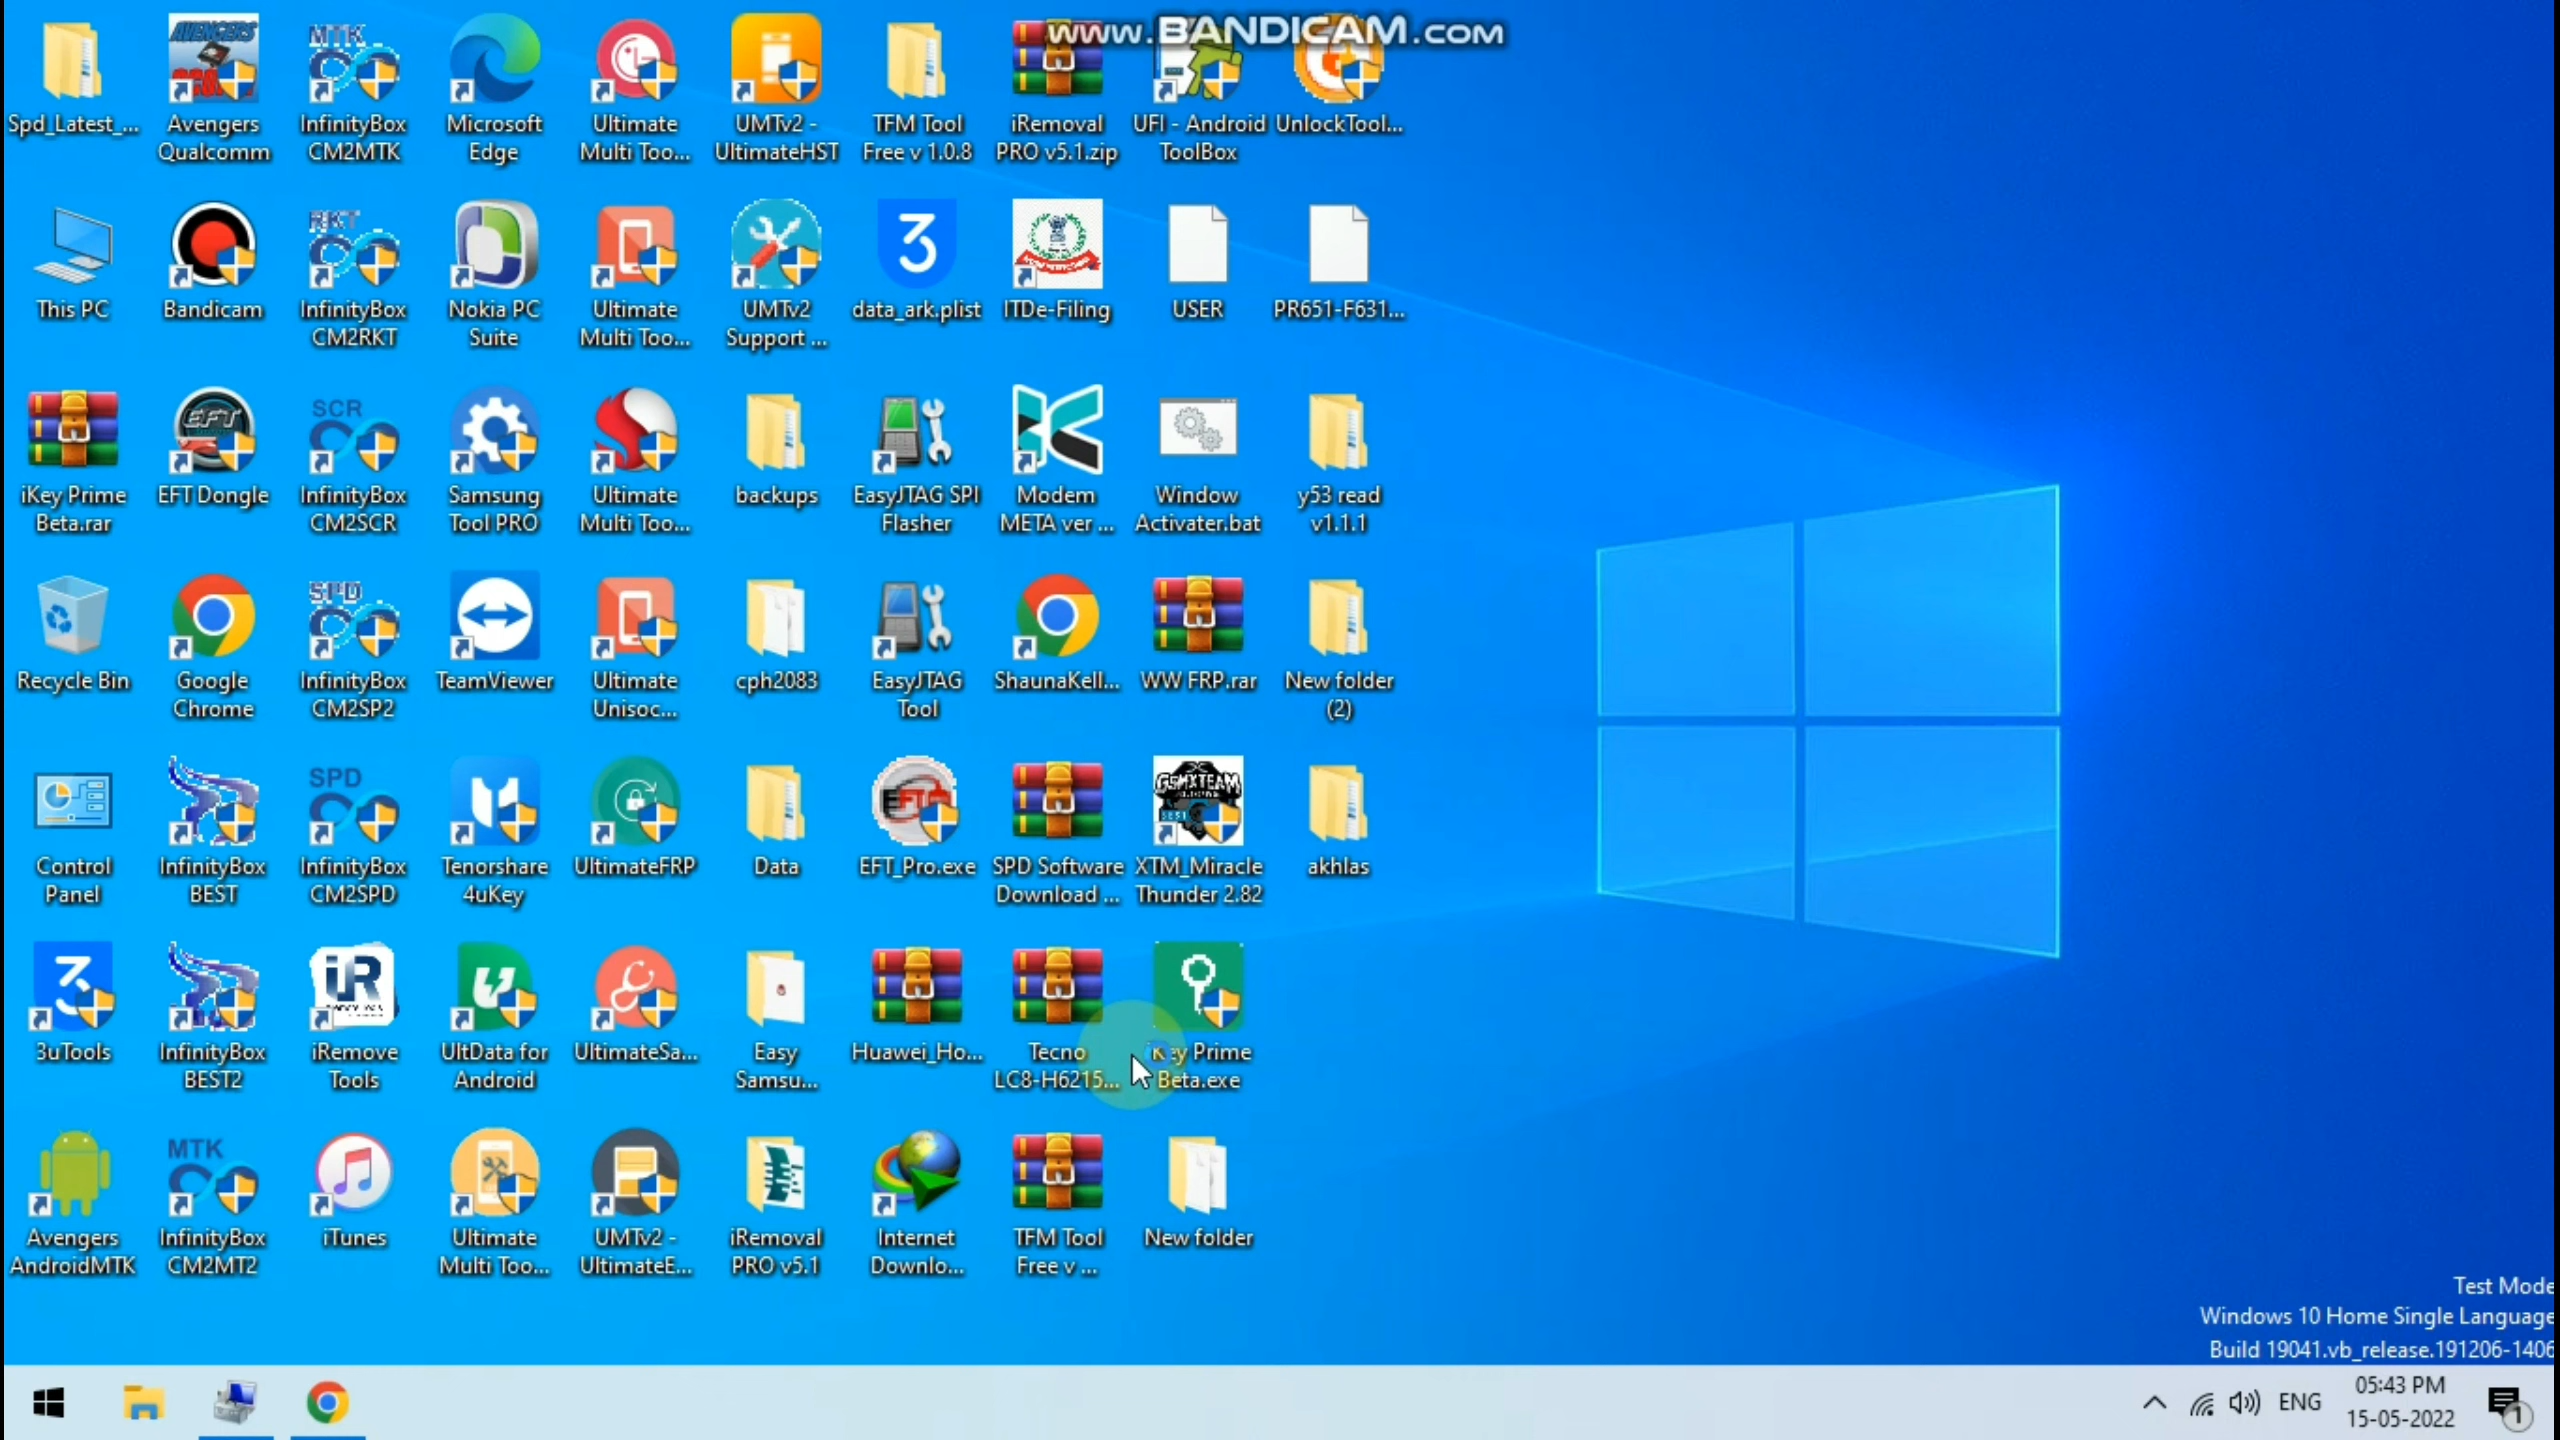 www.BANDICAM.com
Spd_Latest_...
Avengers
Qualcomm
InfinityBox
CM2MTK
Microsoft
Edge
Ultimate
Multi Too...
UMTv2 -
UltimateHST
TFM Tool
Free v 1.0.8
iRemoval
PRO v5.1.zip
UFI - Android
ToolBox
UnlockTool...
This PC
Bandicam
InfinityBox
CM2RKT
Nokia PC
Suite
Ultimate
Multi Too...
UMTv2
Support ...
data_ark.plist
ITDe-Filing
USER
PR651-F631...
iKey Prime
Beta.rar
EFT Dongle
InfinityBox
CM2SCR
Samsung
Tool PRO
Ultimate
Multi Too...
backups
EasyJTAG SPI
Flasher
Modem
META ver ...
Window
Activater.bat
y53 read
v1.1.1
Recycle Bin
Google
Chrome
InfinityBox
CM2SP2
TeamViewer
Ultimate
Unisoc...
cph2083
EasyJTAG
Tool
ShaunaKell...
WW FRP.rar
New folder
(2)
Control
Panel
InfinityBox
BEST
InfinityBox
CM2SPD
Tenorshare
4uKey
UltimateFRP
Data
EFT_Pro.exe
SPD Software
Download ...
XTM_Miracle
Thunder 2.82
akhlas
3uTools
InfinityBox
BEST2
iRemove
Tools
UltData for
Android
UltimateSa...
Easy
Samsu...
Huawei_Ho...
Tecno
LC8-H6215...
iKey Prime
Beta.exe
Avengers
AndroidMTK
InfinityBox
CM2MT2
iTunes
Ultimate
Multi Too...
UMTv2 -
UltimateE...
iRemoval
PRO v5.1
Internet
Downlo...
TFM Tool
Free v ...
New folder
Test Mode
Windows 10 Home Single Language
Build 19041.vb_release.191206-1406
ENG
05:43 PM
15-05-2022
1